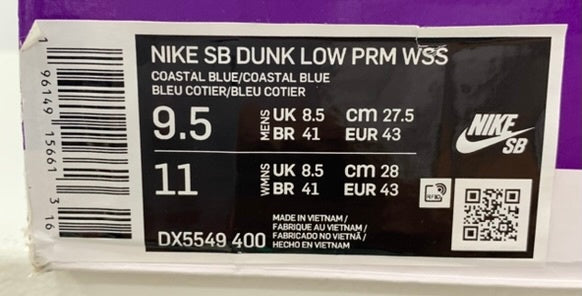 NIKE SB DUNK LOW PRM WSS
COASTAL BLUE/COASTAL BLUE
BLEU COTIER/BLEU COTIER
9.5 MENS UK 8.5 cm 27.5
BR 41 EUR 43
11 WMNS UK 8.5 cm 28
BR 41 EUR 43
NIKE
SB
MADE IN VIETNAM /
FABRIQUE AU VIETNAM /
FABRICADO NO VIETNÃ /
DX5549 400 HECHO EN VIETNAM
1 96149 15661 3 16